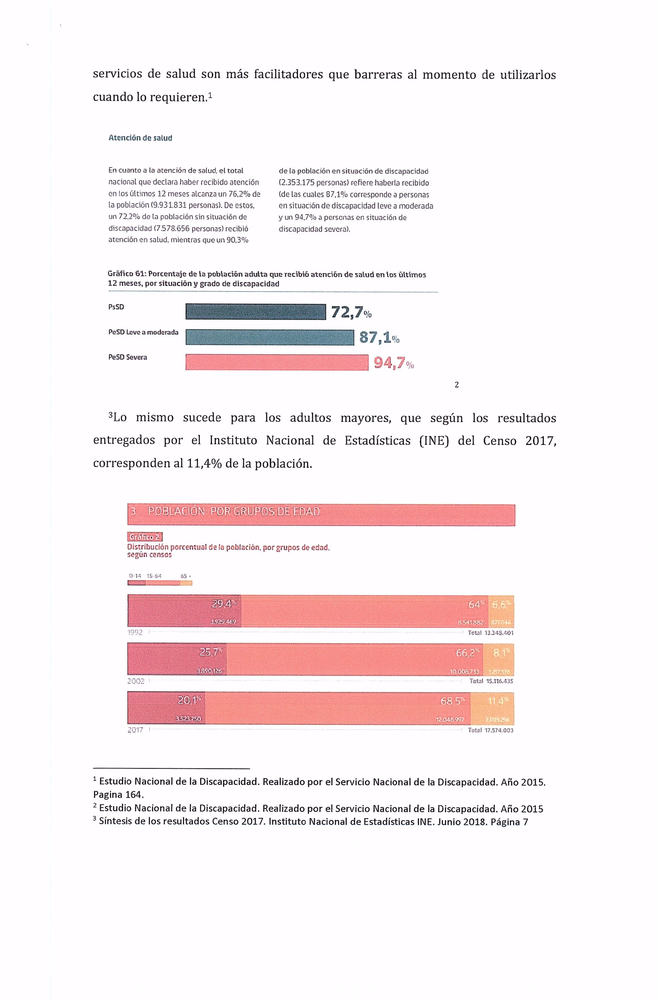 servicios de salud son más facilitadores que barreras al momento de utilizarlos
cuando lo requieren.¹
Atención de salud
En cuanto a la atención de salud, el total
nacional que declara haber recibido atención
en los últimos 12 meses alcanza un 76,2% de
la población (9.931.831 personas). De estos,
un 72,2% de la población sin situación de
discapacidad (7.578.656 personas) recibió
atención en salud, mientras que un 90,3%
de la población en situación de discapacidad
(2.353.175 personas) refiere haberla recibido
(de las cuales 87,1% corresponde a personas
en situación de discapacidad leve a moderada
y un 94,7% a personas en situación de
discapacidad severa).
Gráfico 61: Porcentaje de la población adulta que recibió atención de salud en los últimos
12 meses, por situación y grado de discapacidad
PsSD 72,7%
PeSD Leve a moderada 87,1%
PeSD Severa 94,7%
2
³Lo mismo sucede para los adultos mayores, que según los resultados
entregados por el Instituto Nacional de Estadísticas (INE) del Censo 2017,
corresponden al 11,4% de la población.
3. POBLACIÓN: POR GRUPOS DE EDAD
Gráfico 2
Distribución porcentual de la población, por grupos de edad,
según censos
0-14 15-64 65 +
29,4% 64% 6,6%
3.929.469 8.541.882 877.046
1992 Total 13.348.401
25,7% 66,2% 8,1%
3.890.126 10.008.733
2002 Total 15.116.435
20,1% 68,5% 11,4%
3.523.750 12.046.997
2017 Total 17.574.003
¹ Estudio Nacional de la Discapacidad. Realizado por el Servicio Nacional de la Discapacidad. Año 2015.
Pagina 164.
² Estudio Nacional de la Discapacidad. Realizado por el Servicio Nacional de la Discapacidad. Año 2015
³ Síntesis de los resultados Censo 2017. Instituto Nacional de Estadísticas INE. Junio 2018. Página 7